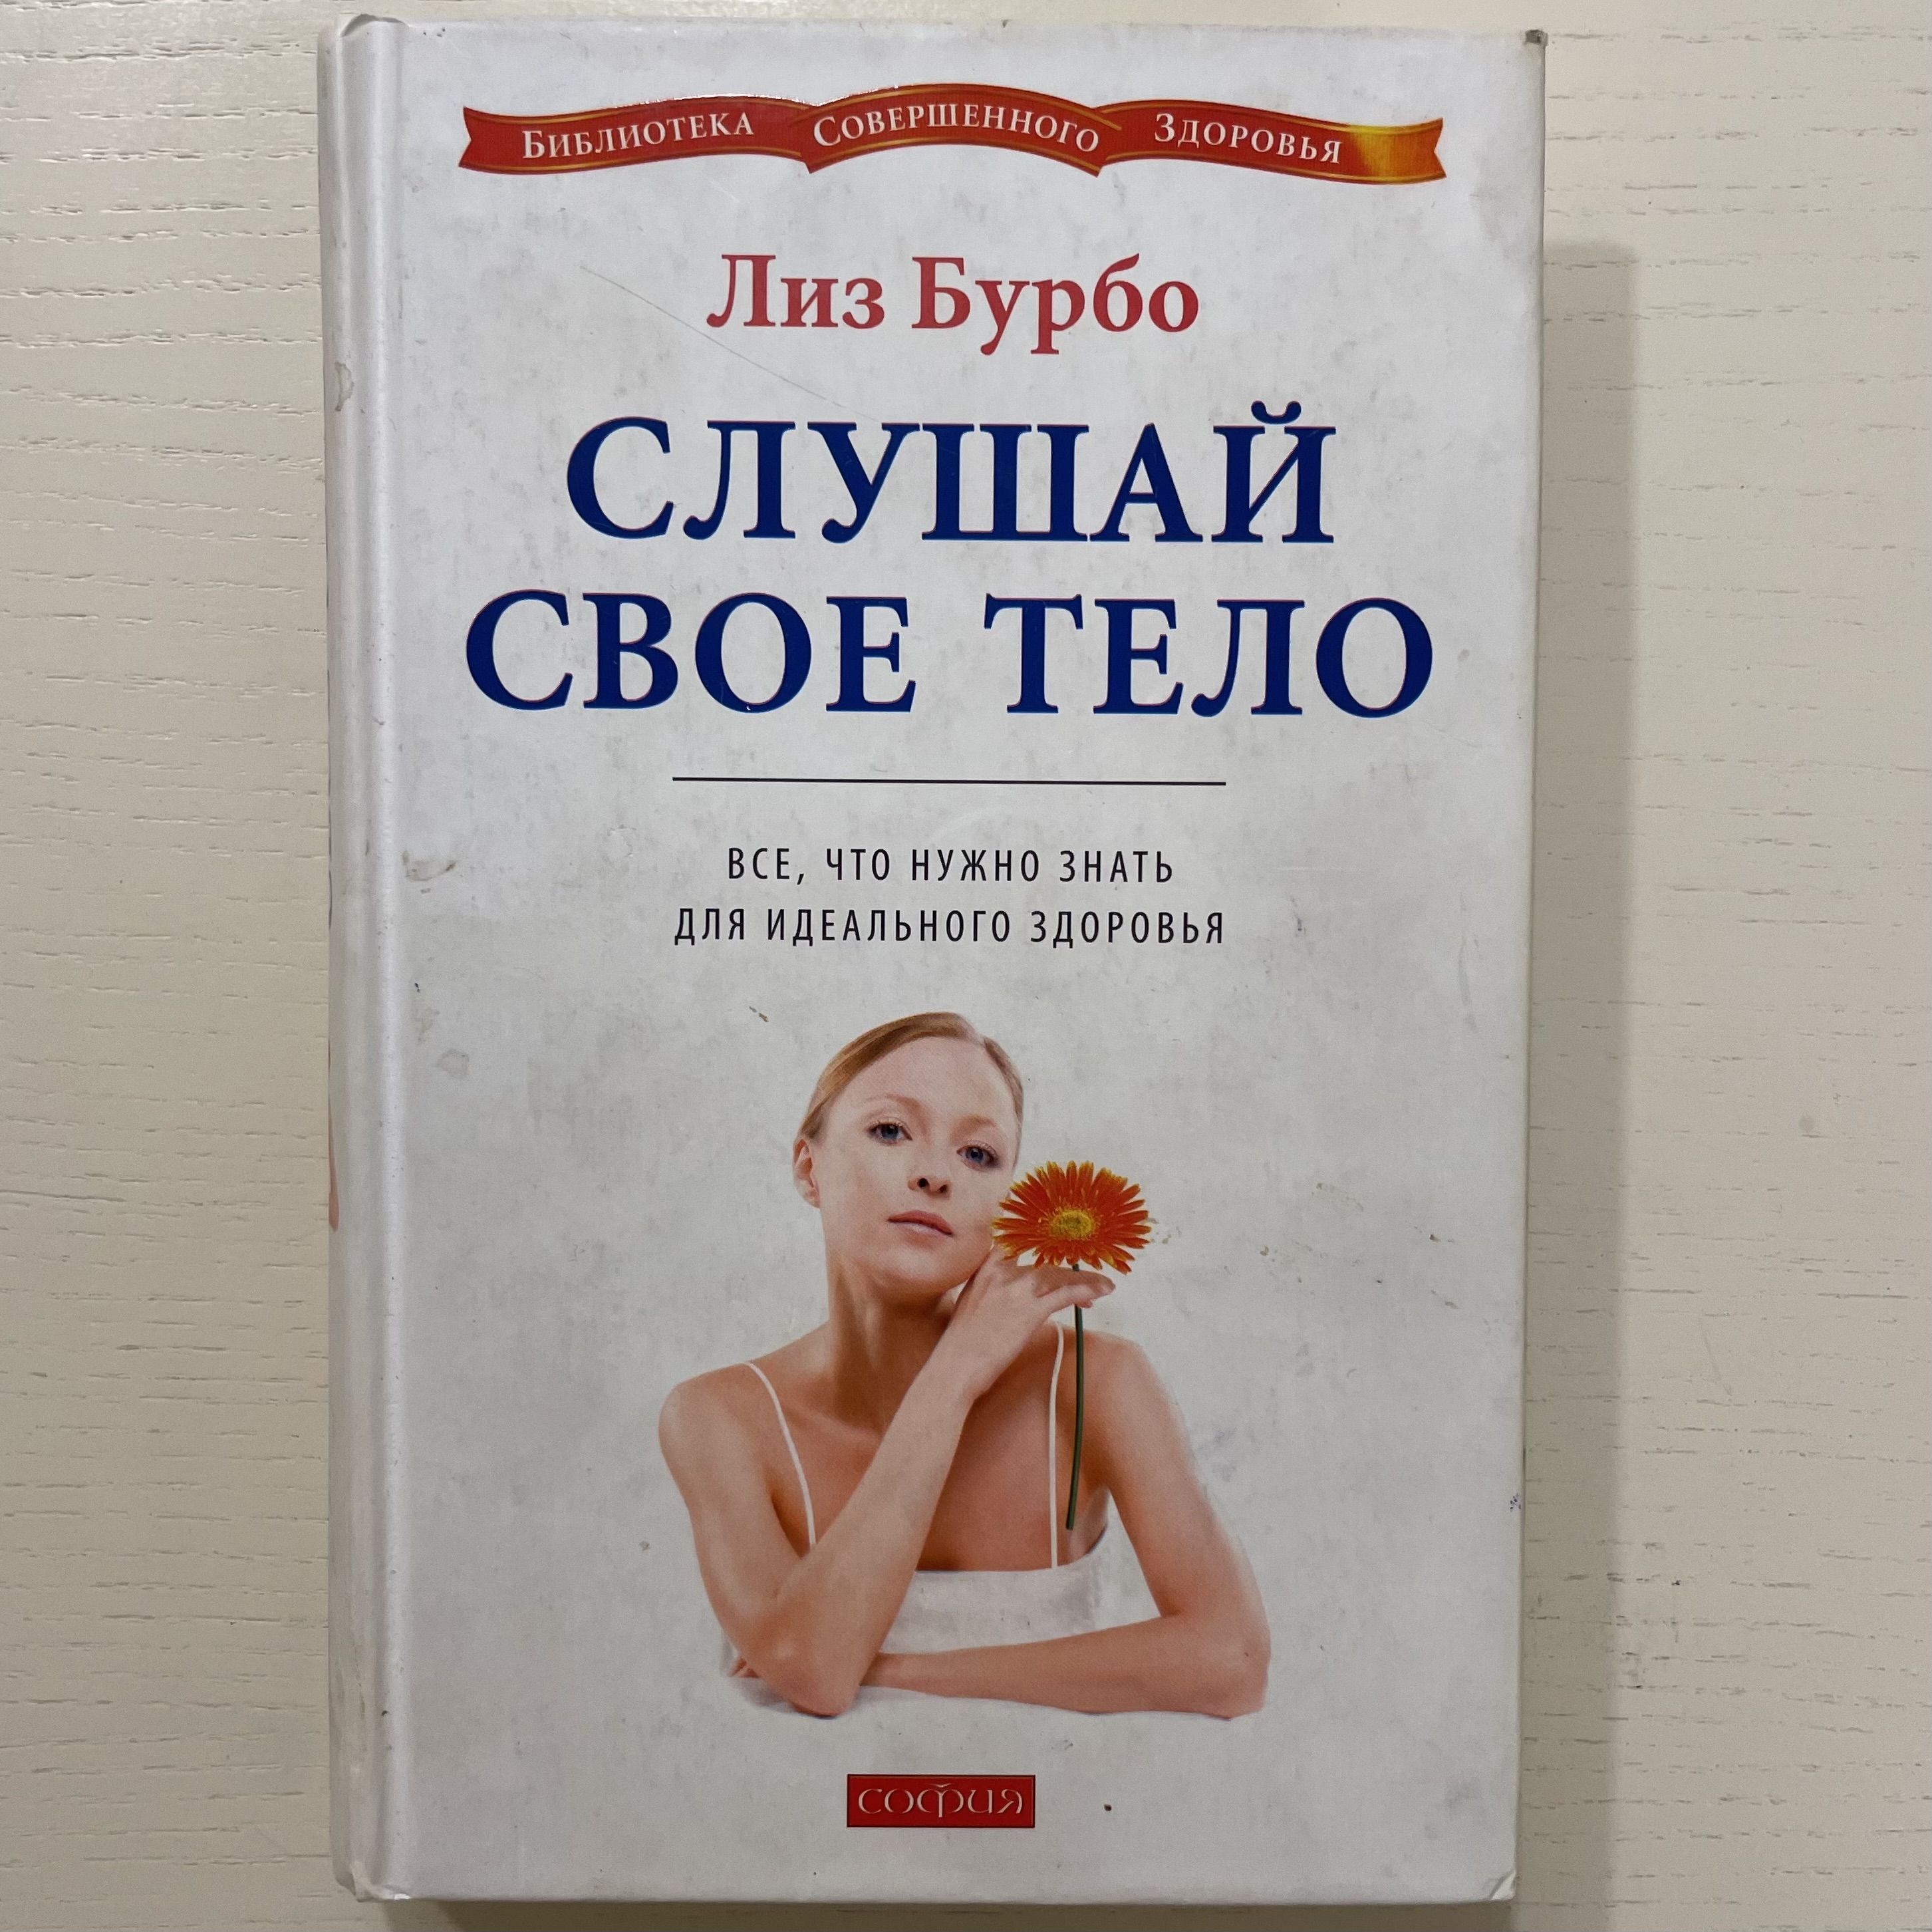 Библиотека Совершенного Здоровья
Лиз Бурбо
СЛУШАЙ
СВОЕ ТЕЛО
ВСЕ, ЧТО НУЖНО ЗНАТЬ
ДЛЯ ИДЕАЛЬНОГО ЗДОРОВЬЯ
софия